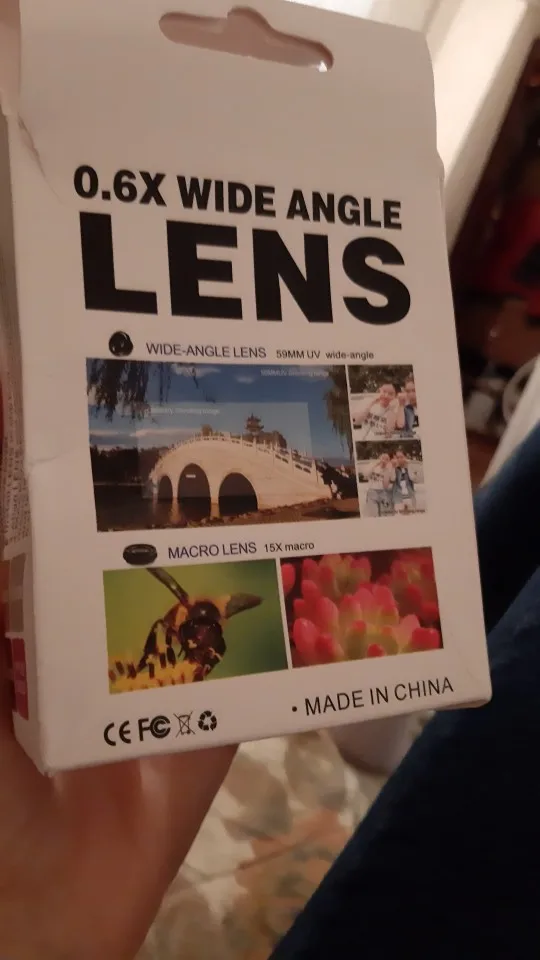 0.6X WIDE ANGLE
LENS
WIDE-ANGLE LENS 59MM UV wide-angle
MACRO LENS 15X macro
• MADE IN CHINA
CE FC